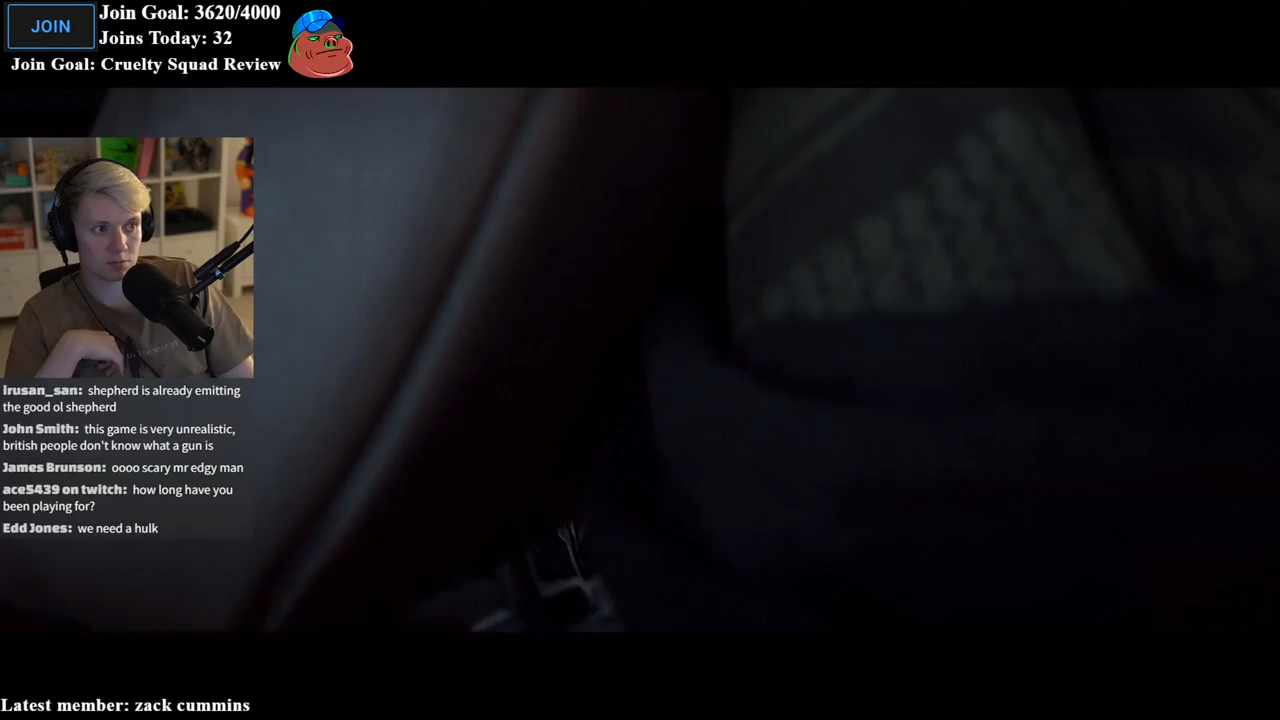 JOIN
Join Goal: 3620/4000
Joins Today: 32
Join Goal: Cruelty Squad Review
lrusan_san: shepherd is already emitting
the good ol shepherd
John Smith: this game is very unrealistic,
british people don't know what a gun is
James Brunson: oooo scary mr edgy man
ace5439 on twitch: how long have you
been playing for?
Edd Jones: we need a hulk
Latest member: zack cummins